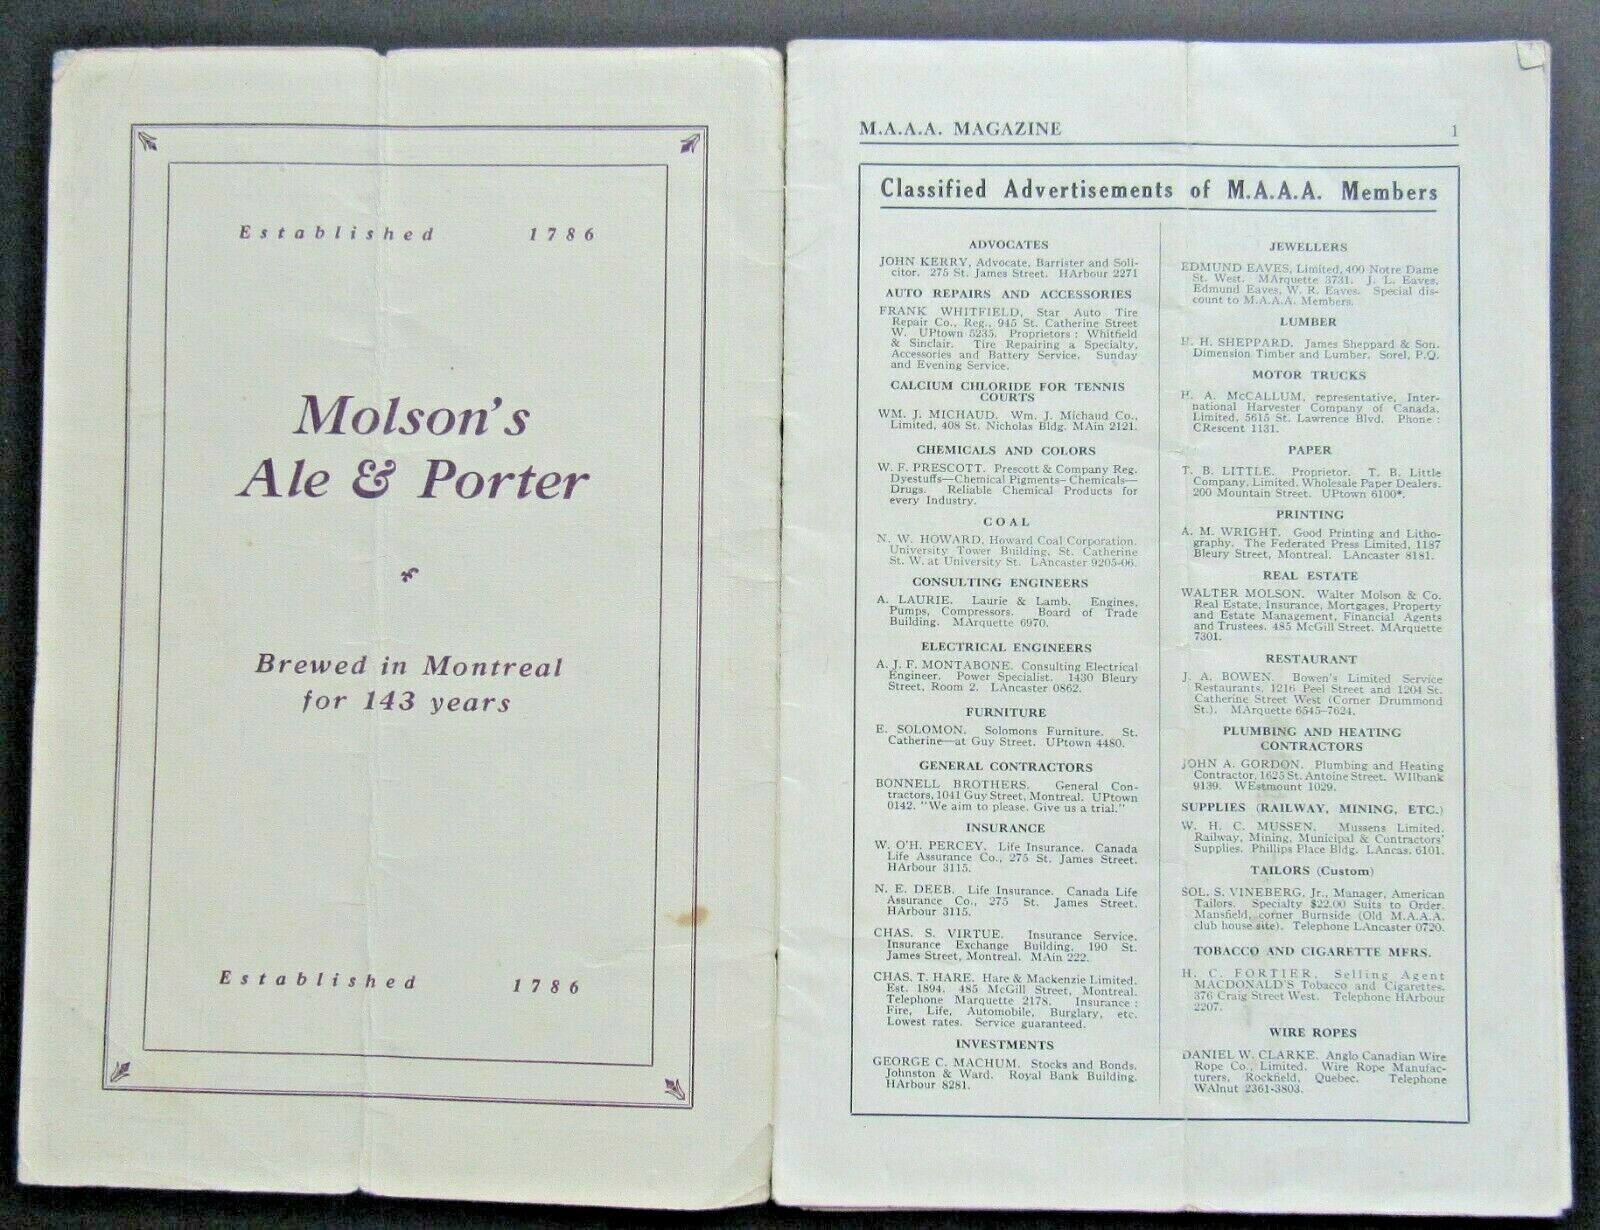 Established 1786
Molson's
Ale & Porter
Brewed in Montreal
for 143 years
Established 1786
M.A.A.A. MAGAZINE 1
Classified Advertisements of M.A.A.A. Members
ADVOCATES
JOHN KERRY, Advocate, Barrister and Soli-
citor. 275 St. James Street. HArbour 2271
AUTO REPAIRS AND ACCESSORIES
FRANK WHITFIELD, Star Auto Tire
Repair Co., Reg., 945 St. Catherine Street
W. UPtown 5235. Proprietors: Whitfield
& Sinclair. Tire Repairing a Specialty,
Accessories and Battery Service. Sunday
and Evening Service.
CALCIUM CHLORIDE FOR TENNIS
COURTS
WM. J. MICHAUD. Wm. J. Michaud Co.,
Limited, 408 St. Nicholas Bldg. MAin 2121.
CHEMICALS AND COLORS
W. F. PRESCOTT. Prescott & Company Reg.
Dyestuffs—Chemical Pigments—Chemicals—
Drugs. Reliable Chemical Products for
every Industry.
COAL
N. W. HOWARD, Howard Coal Corporation.
University Tower Building, St. Catherine
St. W. at University St. LAncaster 9205-06.
CONSULTING ENGINEERS
A. LAURIE. Laurie & Lamb. Engines,
Pumps, Compressors. Board of Trade
Building. MArquette 6970.
ELECTRICAL ENGINEERS
A. J. F. MONTABONE. Consulting Electrical
Engineer. Power Specialist. 1430 Bleury
Street, Room 2. LAncaster 0862.
FURNITURE
E. SOLOMON. Solomons Furniture. St.
Catherine—at Guy Street. UPtown 4480.
GENERAL CONTRACTORS
BONNELL BROTHERS. General Con-
tractors, 1041 Guy Street, Montreal. UPtown
0142. "We aim to please. Give us a trial."
INSURANCE
W. O'H. PERCEY. Life Insurance. Canada
Life Assurance Co., 275 St. James Street.
HArbour 3115.
N. E. DEEB. Life Insurance. Canada Life
Assurance Co., 275 St. James Street.
HArbour 3115.
CHAS. S. VIRTUE. Insurance Service.
Insurance Exchange Building. 190 St.
James Street, Montreal. MAin 222.
CHAS. T. HARE. Hare & Mackenzie Limited.
Est. 1894. 485 McGill Street, Montreal.
Telephone Marquette 2178. Insurance:
Fire, Life, Automobile, Burglary, etc.
Lowest rates. Service guaranteed.
INVESTMENTS
GEORGE C. MACHUM. Stocks and Bonds.
Johnston & Ward. Royal Bank Building.
HArbour 8281.
JEWELLERS
EDMUND EAVES, Limited, 400 Notre Dame
St. West. MArquette 3731. J. L. Eaves,
Edmund Eaves, W. R. Eaves. Special dis-
count to M.A.A.A. Members.
LUMBER
H. SHEPPARD. James Sheppard & Son.
Dimension Timber and Lumber. Sorel, P.Q.
MOTOR TRUCKS
H. A. McCALLUM, representative, Inter-
national Harvester Company of Canada,
Limited, 5615 St. Lawrence Blvd. Phone:
CRescent 1131.
PAPER
T. B. LITTLE. Proprietor. T. B. Little
Company, Limited. Wholesale Paper Dealers.
200 Mountain Street. UPtown 6100*.
PRINTING
A. M. WRIGHT. Good Printing and Litho-
graphy. The Federated Press Limited, 1187
Bleury Street, Montreal. LAncaster 8181.
REAL ESTATE
WALTER MOLSON. Walter Molson & Co.
Real Estate, Insurance, Mortgages, Property
and Estate Management, Financial Agents
and Trustees. 485 McGill Street. MArquette
7301.
RESTAURANT
J. A. BOWEN. Bowen's Limited Service
Restaurants, 1216 Peel Street and 1204 St.
Catherine Street West (Corner Drummond
St.). MArquette 6545-7624.
PLUMBING AND HEATING
CONTRACTORS
JOHN A. GORDON. Plumbing and Heating
Contractor, 1625 St. Antoine Street. WIlbank
9139. WEstmount 1029.
SUPPLIES (RAILWAY, MINING, ETC.)
W. H. C. MUSSEN. Mussens Limited.
Railway, Mining, Municipal & Contractors'
Supplies. Phillips Place Bldg. LAncas. 6101.
TAILORS (Custom)
SOL. S. VINEBERG, Jr., Manager, American
Tailors. Specialty $22.00 Suits to Order.
Mansfield, corner Burnside (Old M.A.A.A.
club house site). Telephone LAncaster 0720.
TOBACCO AND CIGARETTE MFRS.
H. C. FORTIER, Selling Agent
MACDONALD'S Tobacco and Cigarettes.
376 Craig Street West. Telephone HArbour
2207.
WIRE ROPES
DANIEL W. CLARKE. Anglo Canadian Wire
Rope Co., Limited. Wire Rope Manufac-
turers, Rockfield, Quebec. Telephone
WAlnut 2361-3803.